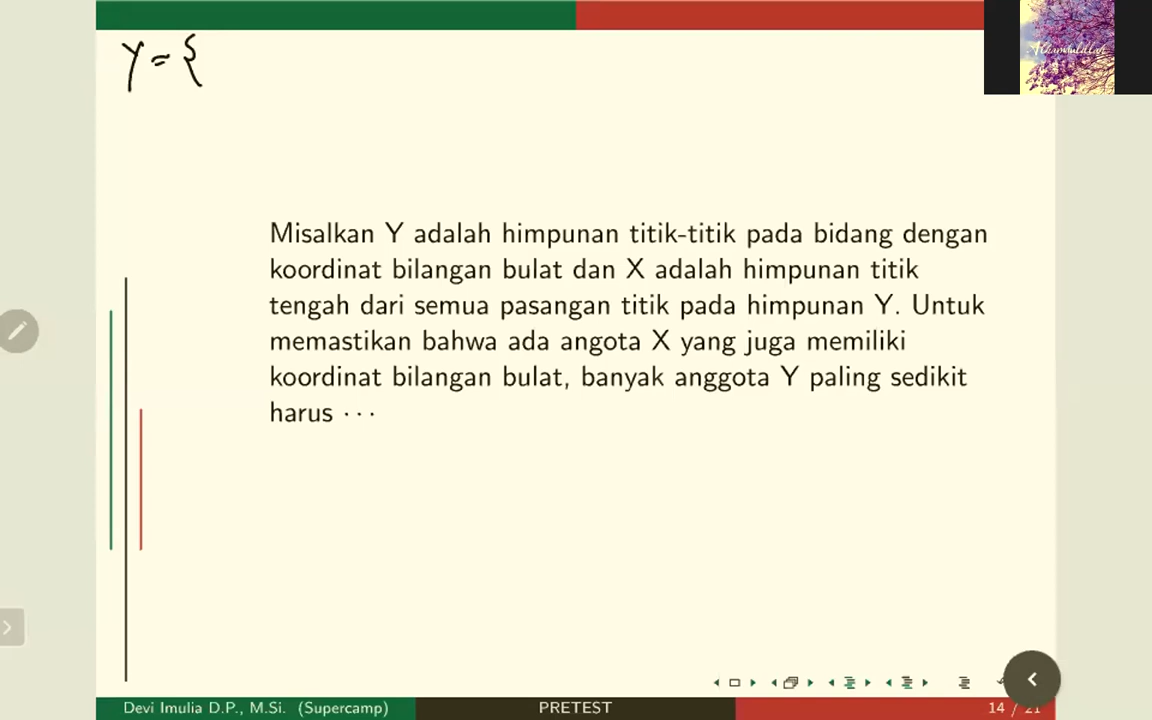 Y = {
Misalkan Y adalah himpunan titik-titik pada bidang dengan
koordinat bilangan bulat dan X adalah himpunan titik
tengah dari semua pasangan titik pada himpunan Y. Untuk
memastikan bahwa ada angota X yang juga memiliki
koordinat bilangan bulat, banyak anggota Y paling sedikit
harus ···
Devi Imulia D.P., M.Si. (Supercamp)
PRETEST
14 / 21